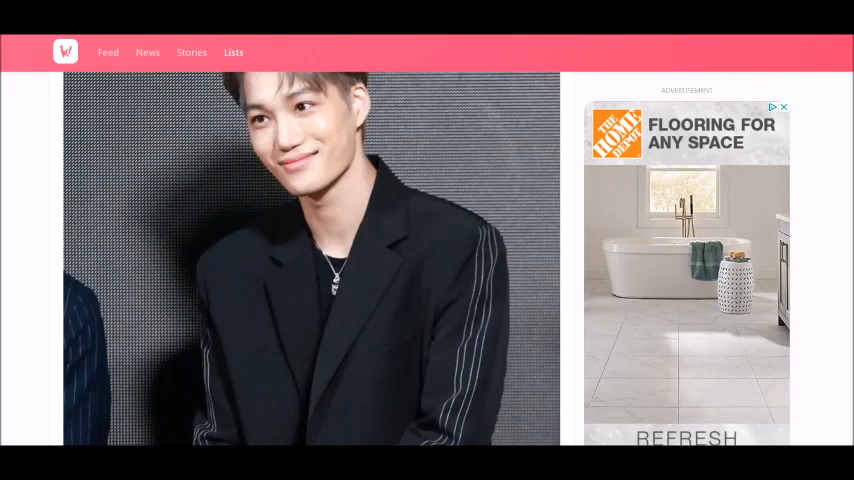 k!
Feed News Stories Lists
ADVERTISEMENT
THE
HOME
DEPOT
FLOORING FOR
ANY SPACE
REFRESH